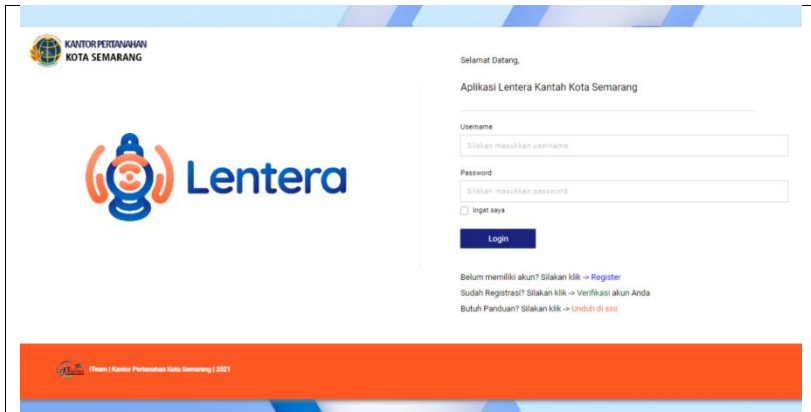 KANTOR PERTANAHAN
KOTA SEMARANG
Lentera
Selamat Datang,
Aplikasi Lentera Kantah Kota Semarang
Username
Silakan masukkan username
Password
Silakan masukkan password
Ingat saya
Login
Belum memiliki akun? Silakan klik -> Register
Sudah Registrasi? Silakan klik -> Verifikasi akun Anda
Butuh Panduan? Silakan klik -> Unduh di sini
ITeam | Kantor Pertanahan Kota Semarang | 2021